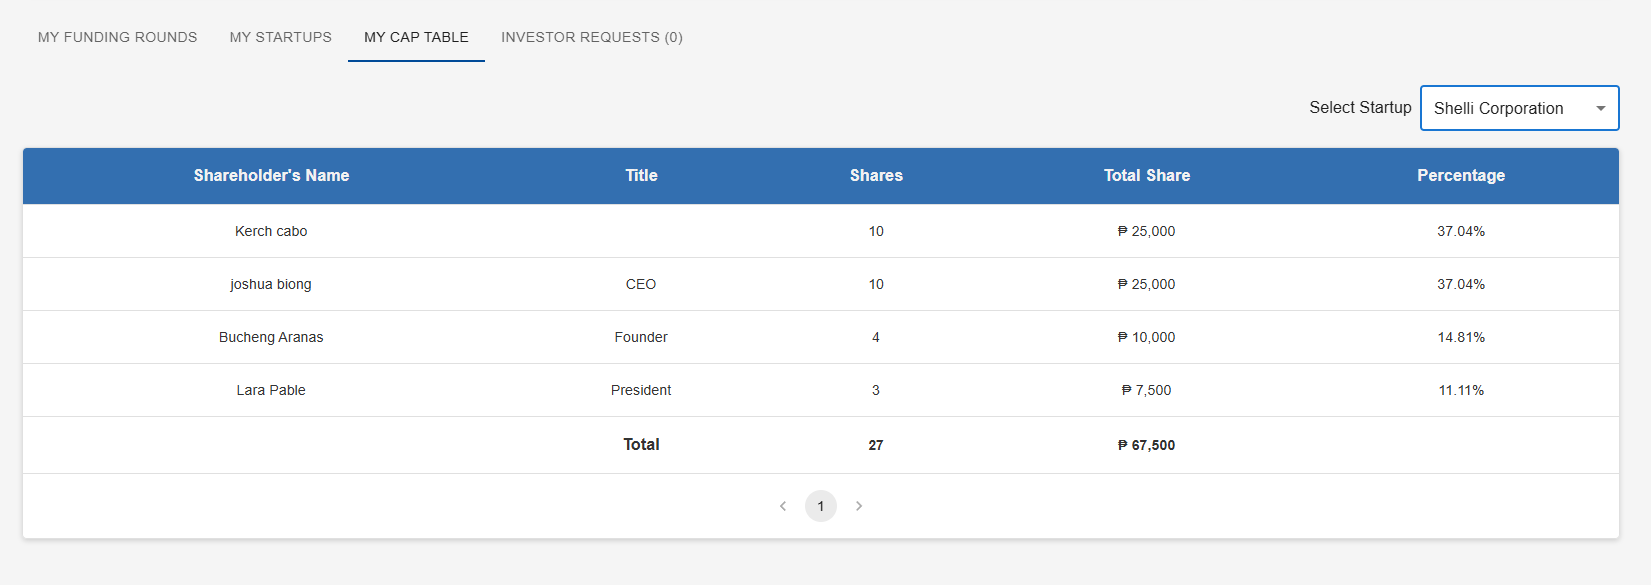 MY FUNDING ROUNDS MY STARTUPS MY CAP TABLE INVESTOR REQUESTS (0)
Select Startup Shelli Corporation
Shareholder's Name Title Shares Total Share Percentage
Kerch cabo 10 ₱ 25,000 37.04%
joshua biong CEO 10 ₱ 25,000 37.04%
Bucheng Aranas Founder 4 ₱ 10,000 14.81%
Lara Pable President 3 ₱ 7,500 11.11%
Total 27 ₱ 67,500
1